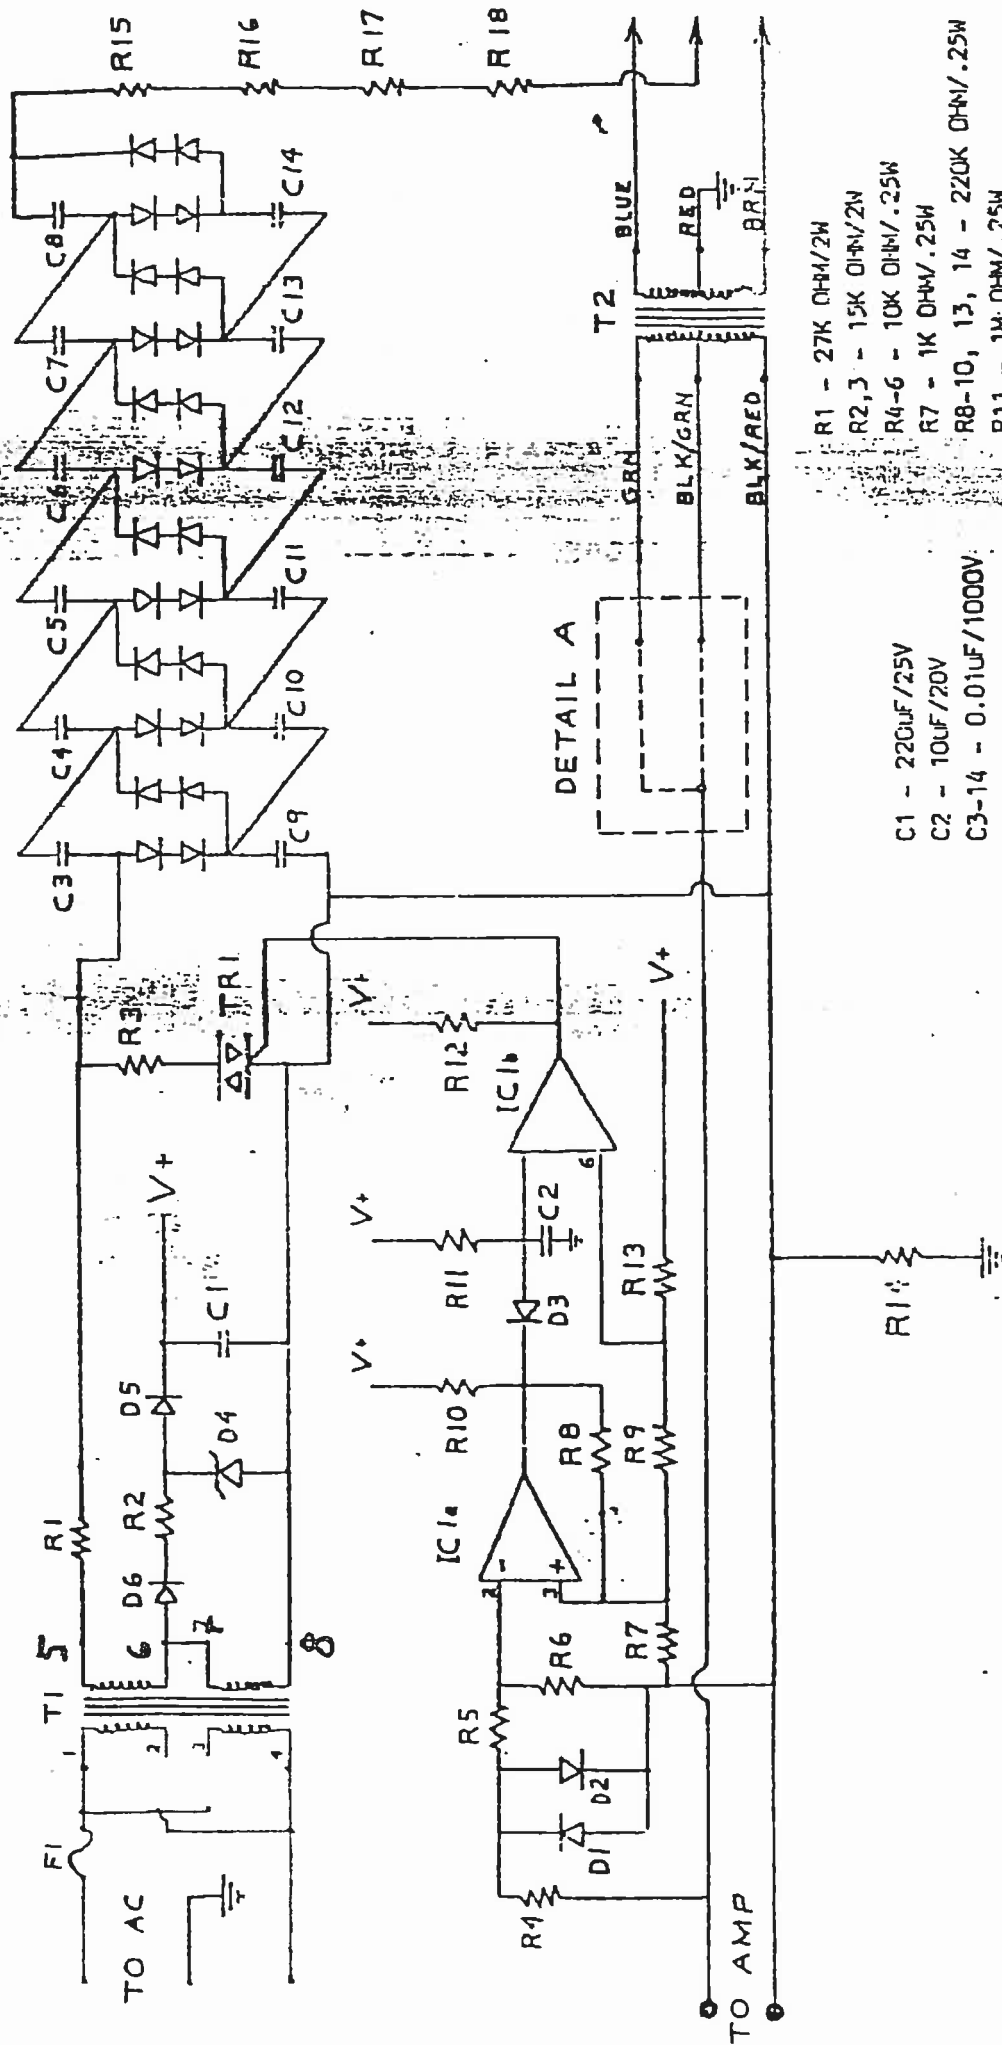 R15
R16
R17
R18
C8
C7
C6
C5
C4
C3
C14
C13
C12
C11
C10
C9
R3
TR1
V+
R1
D5
C1
D4
R2
D6
T1
5
6
7
8
1
2
3
4
F1
TO AC
V+
R12
IC1b
6
V+
R11
C2
D3
V+
R10
R8
R9
R13
V+
IC1a
2
3
-
+
R7
R6
R5
D2
D1
R4
TO AMP
DETAIL A
GRN
BLK/GRN
BLK/RED
T2
BLUE
RED
BRN
C1 - 220uF/25V
C2 - 10uF/20V
C3-14 - 0.01uF/1000V
R1 - 27K OHM/2W
R2,3 - 15K OHM/2W
R4-6 - 10K OHM/.25W
R7 - 1K OHM/.25W
R8-10, 13, 14 - 220K OHM/.25W
R11 - 1M OHM/.25W